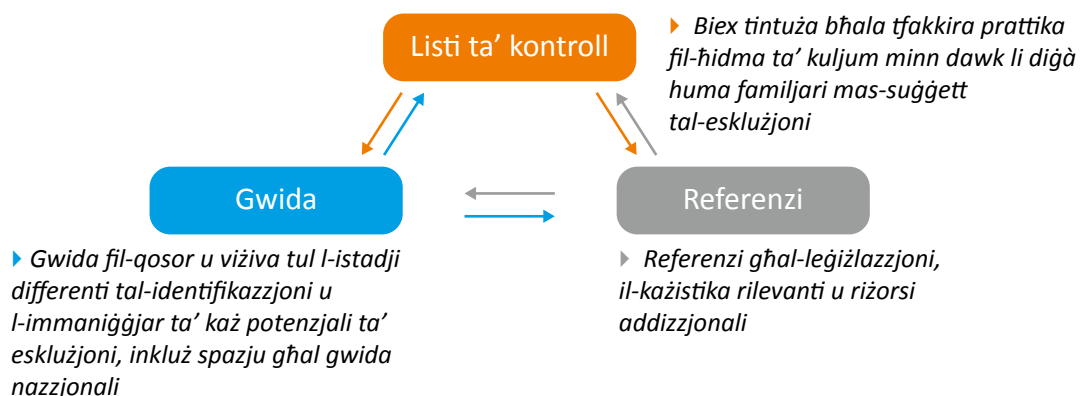 Listi ta’ kontroll
Biex tintuża bħala tfakkira prattika
fil-ħidma ta’ kuljum minn dawk li diġà
huma familjari mas-suġġett
tal-esklużjoni
Gwida
Referenzi
Gwida fil-qosor u viżiva tul l-istadji
differenti tal-identifikazzjoni u
l-immaniġġjar ta’ każ potenzjali ta’
esklużjoni, inkluż spazju għal gwida
nazzjonali
Referenzi għal-leġiżlazzjoni,
il-każistika rilevanti u riżorsi
addizzjonali